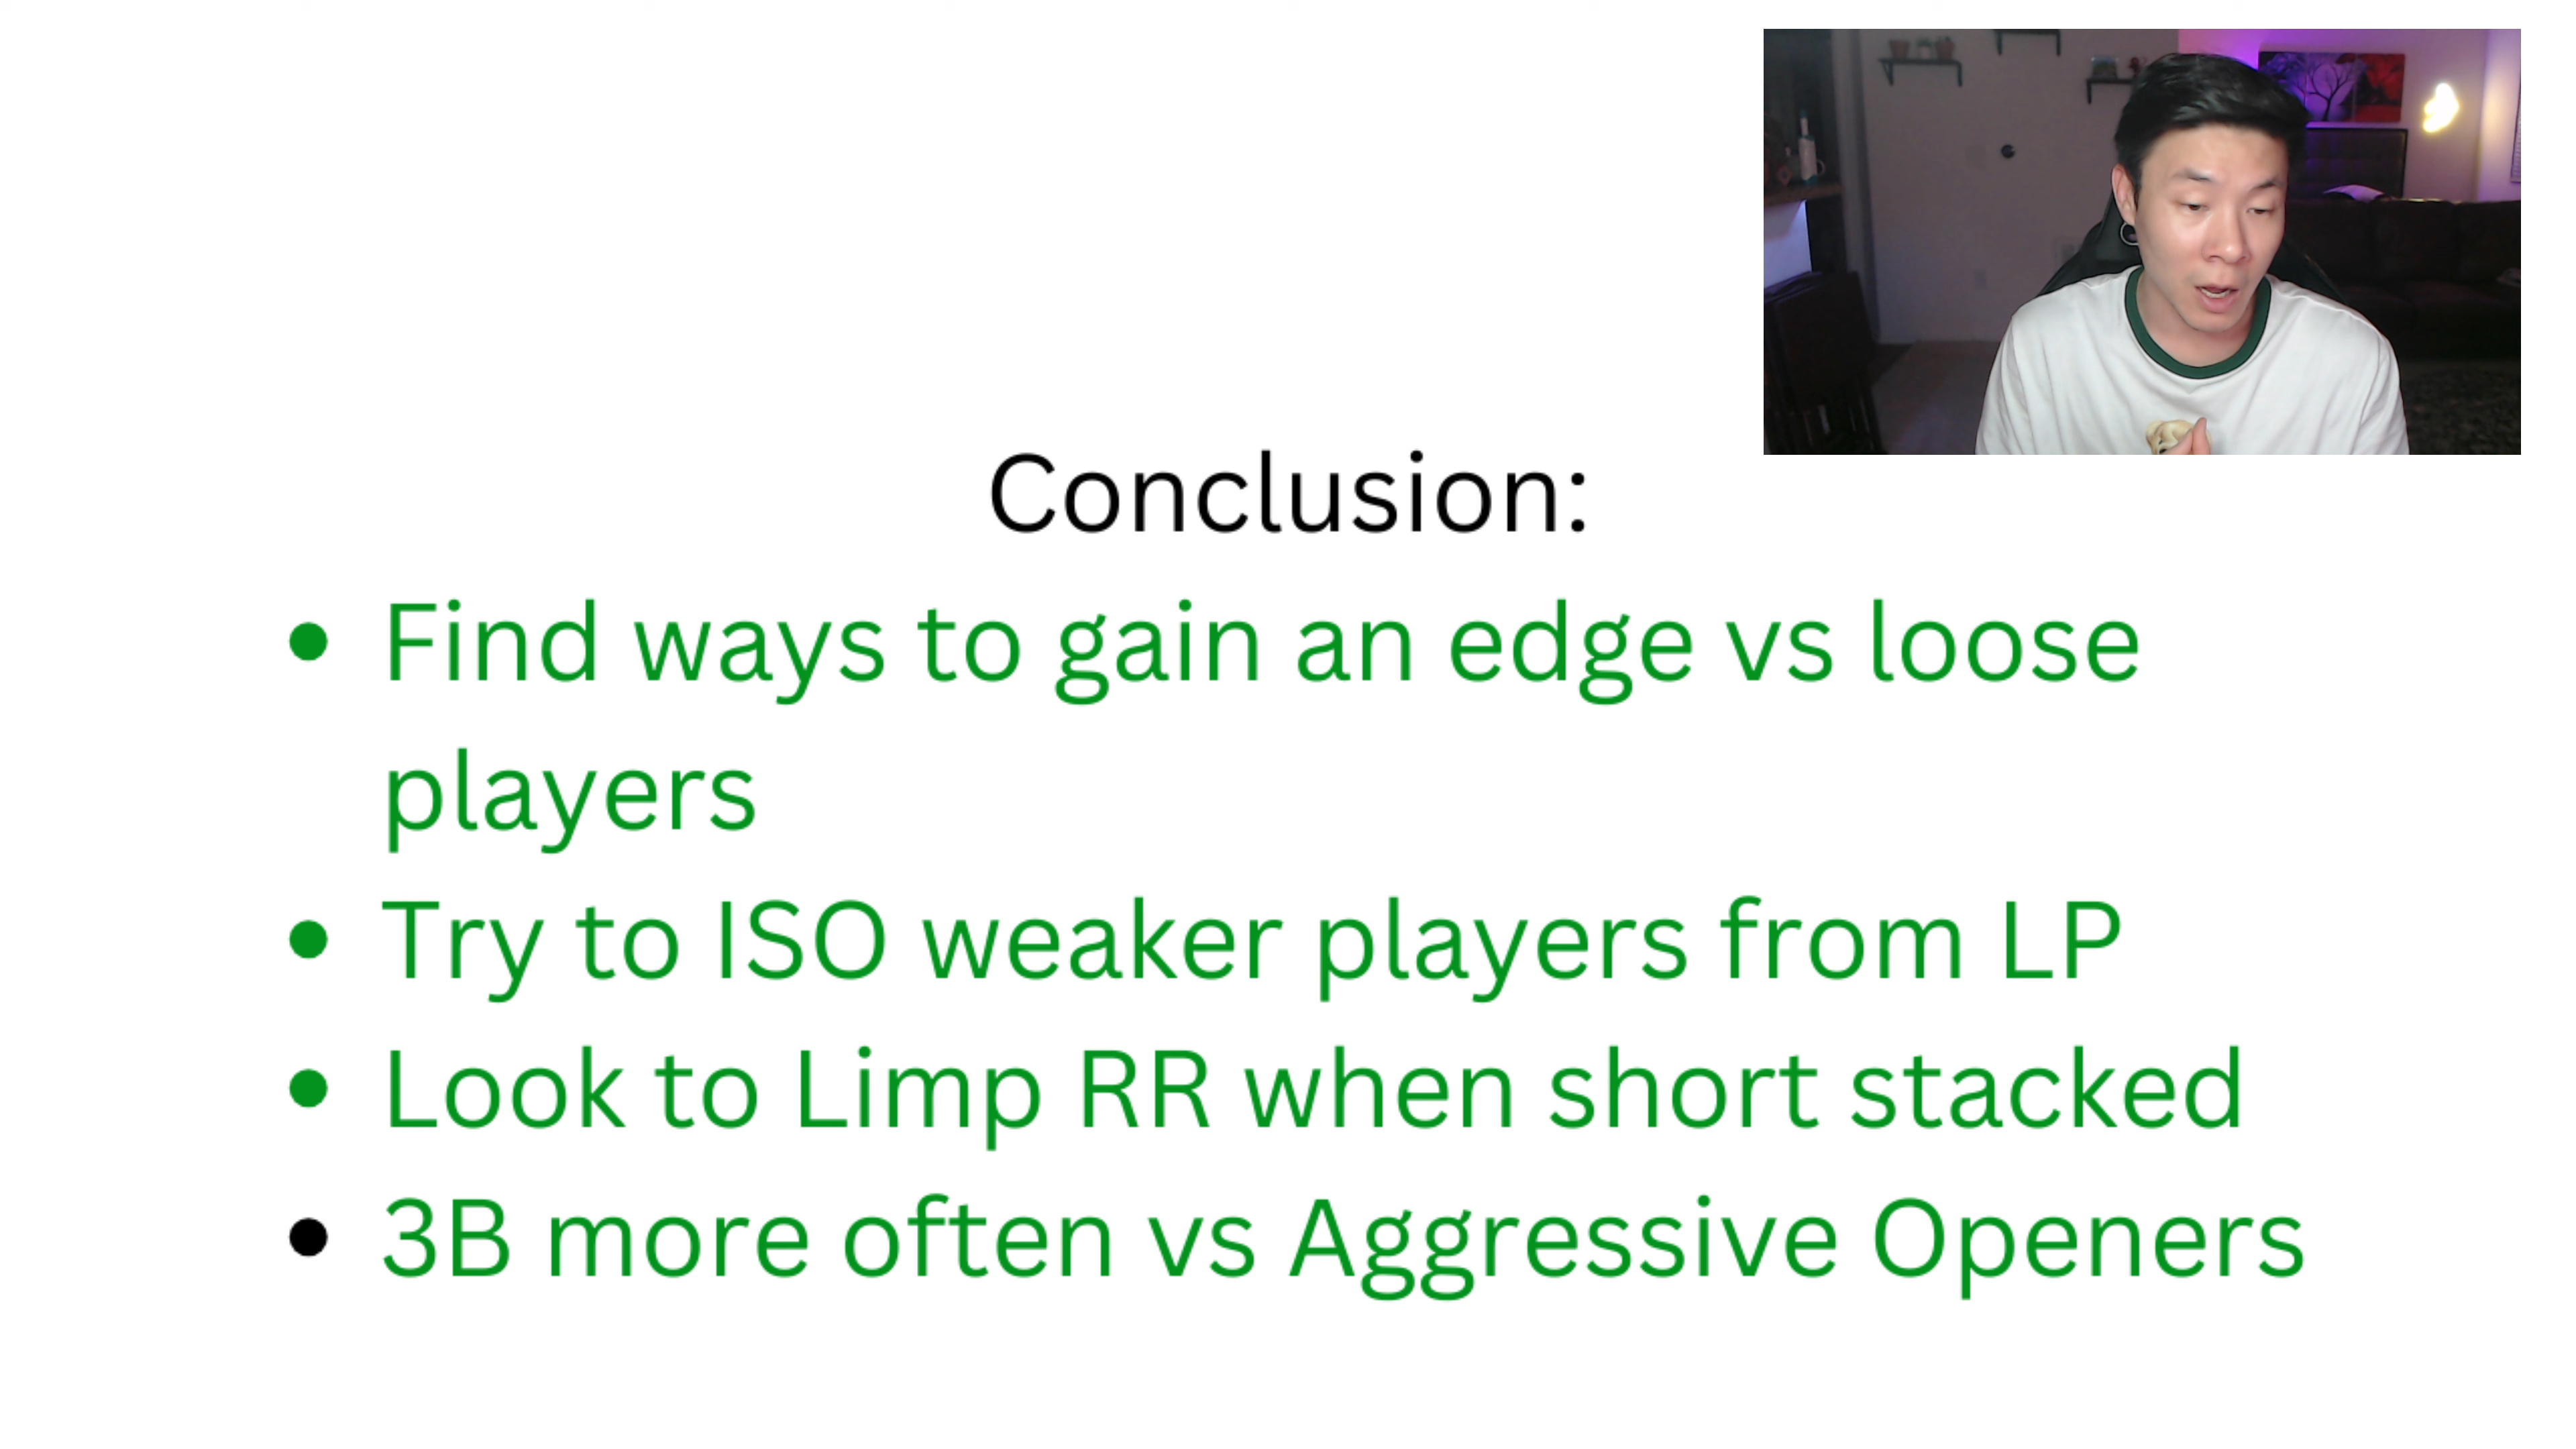 Conclusion:
Find ways to gain an edge vs loose
players
Try to ISO weaker players from LP
Look to Limp RR when short stacked
3B more often vs Aggressive Openers